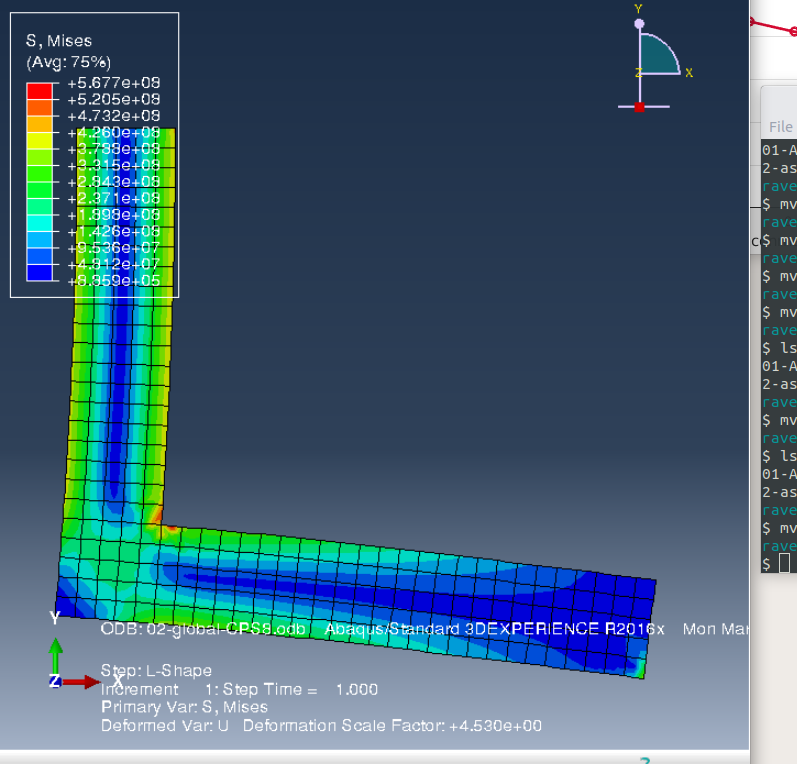 S, Mises
(Avg: 75%)
+5.677e+08
+5.205e+08
+4.732e+08
+4.260e+08
+3.788e+08
+3.315e+08
+2.843e+08
+2.371e+08
+1.898e+08
+1.426e+08
+9.536e+07
+4.812e+07
+8.859e+05
Y
Z
X
Y
Z
X
ODB: 02-global-CPS8.odb Abaqus/Standard 3DEXPERIENCE R2016x Mon Mar
Step: L-Shape
Increment 1: Step Time = 1.000
Primary Var: S, Mises
Deformed Var: U Deformation Scale Factor: +4.530e+00
File
01-A
2-as
rave
$ mv
rave
$ mv
rave
$ mv
rave
$ mv
rave
$ ls
01-A
2-as
rave
$ mv
rave
$ ls
01-A
2-as
rave
$ mv
rave
$